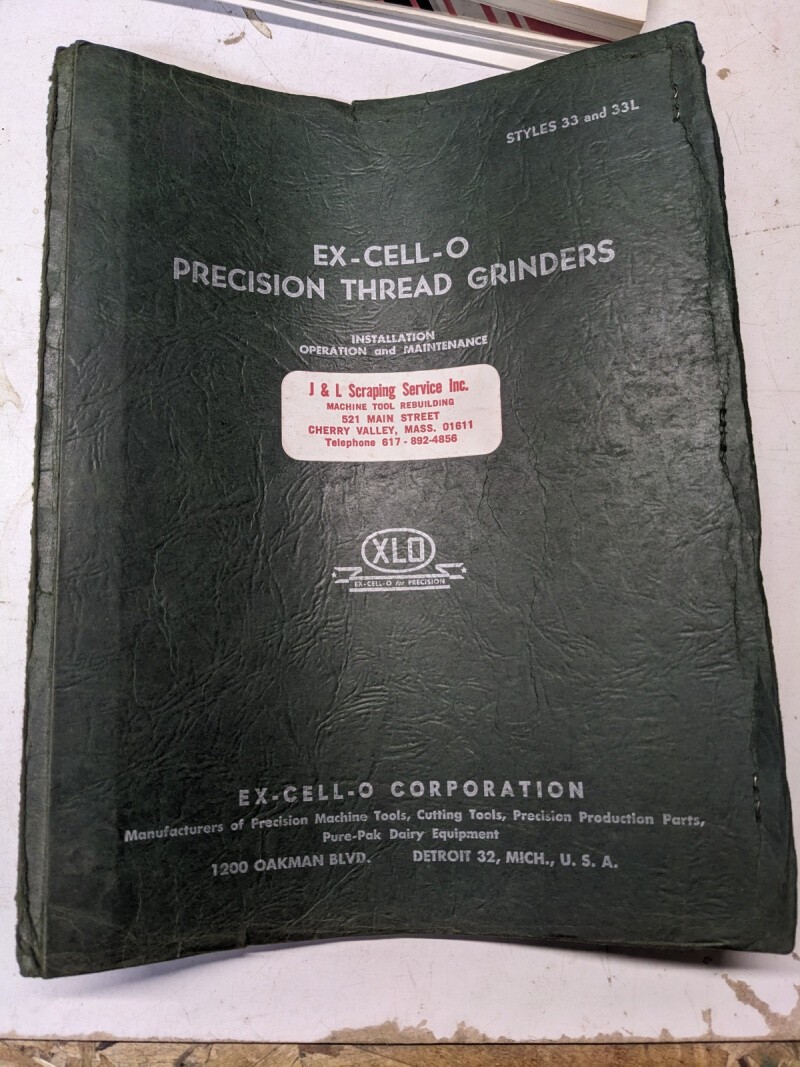 STYLES 33 and 33L
EX-CELL-O
PRECISION THREAD GRINDERS
INSTALLATION
OPERATION and MAINTENANCE
J & L Scraping Service Inc.
MACHINE TOOL REBUILDING
521 MAIN STREET
CHERRY VALLEY, MASS. 01611
Telephone 617-892-4856
XLO
EX-CELL-O for PRECISION
EX-CELL-O CORPORATION
Manufacturers of Precision Machine Tools, Cutting Tools, Precision Production Parts,
Pure-Pak Dairy Equipment
1200 OAKMAN BLVD. DETROIT 32, MICH., U. S. A.